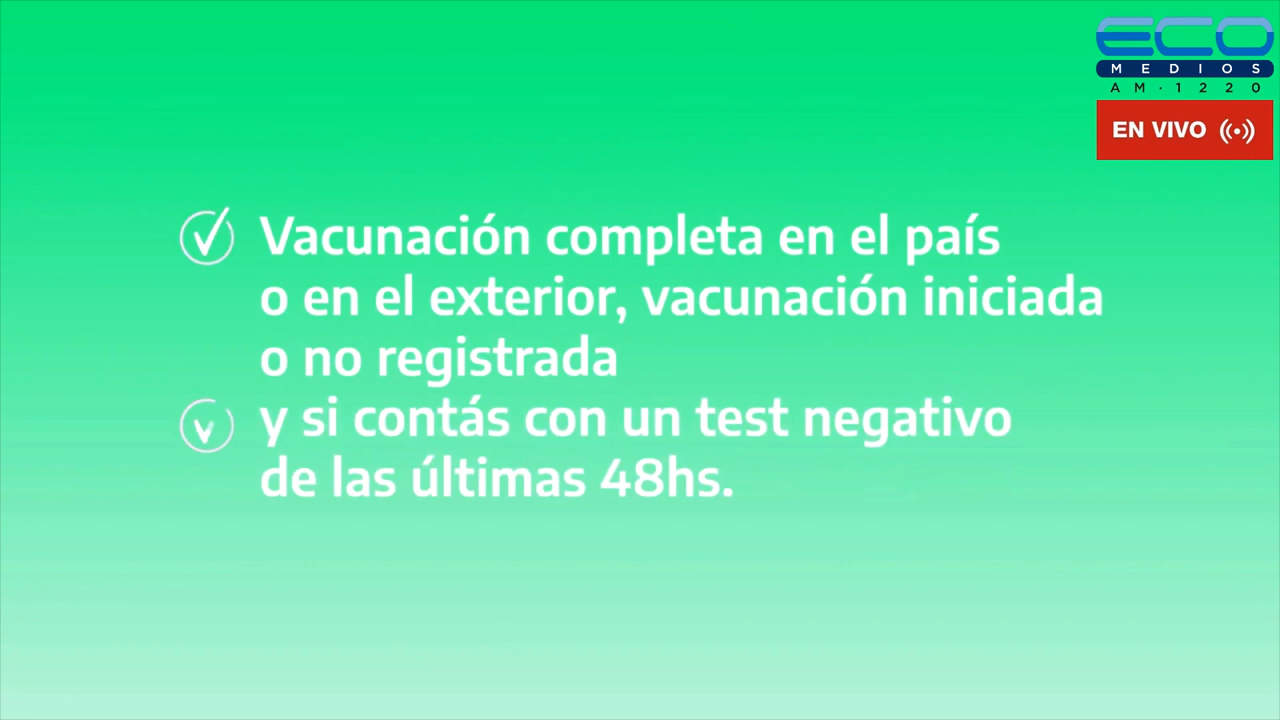 ECO
MEDIOS
AM·1220
EN VIVO
Vacunación completa en el país
o en el exterior, vacunación iniciada
o no registrada
y si contás con un test negativo
de las últimas 48hs.